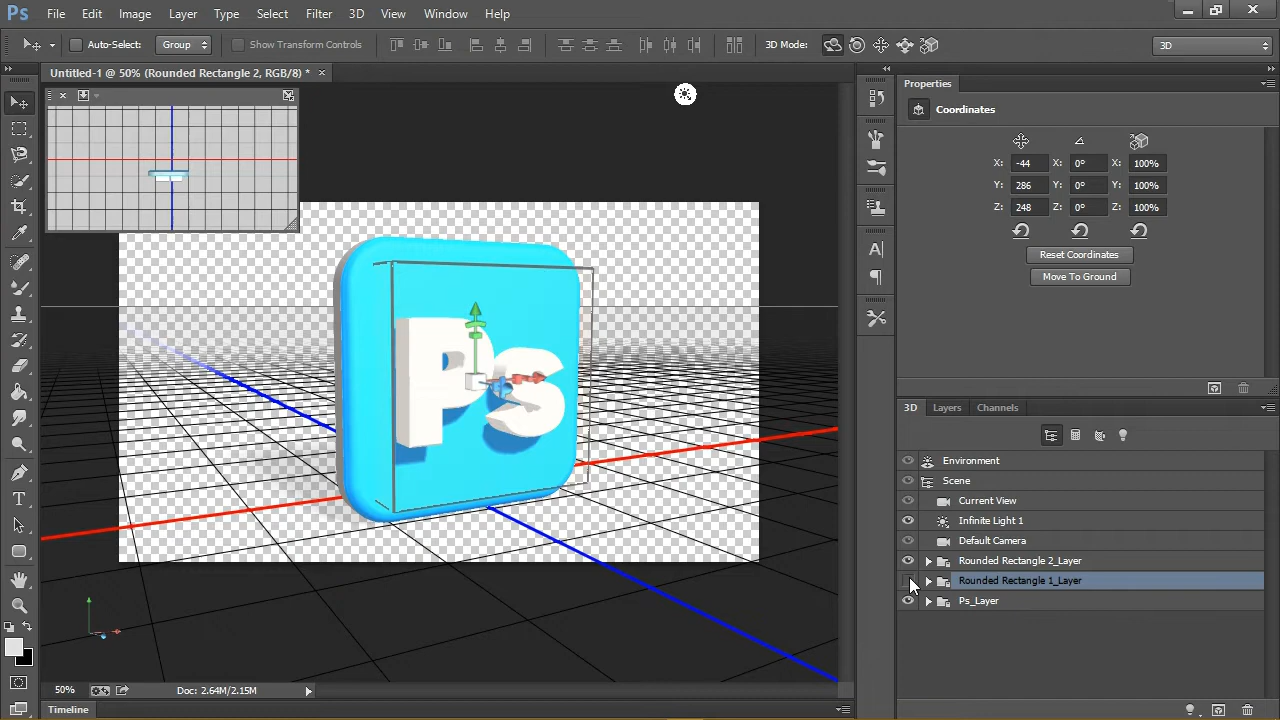 Ps File Edit Image Layer Type Select Filter 3D View Window Help
Auto-Select: Group Show Transform Controls 3D Mode: 3D
Untitled-1 @ 50% (Rounded Rectangle 2, RGB/8) *
Properties
Coordinates
X: -44 X: 0° X: 100%
Y: 286 Y: 0° Y: 100%
Z: 248 Z: 0° Z: 100%
Reset Coordinates
Move To Ground
Ps
3D Layers Channels
Environment
Scene
Current View
Infinite Light 1
Default Camera
Rounded Rectangle 2_Layer
Rounded Rectangle 1_Layer
Ps_Layer
50% Doc: 2.64M/2.15M
Timeline